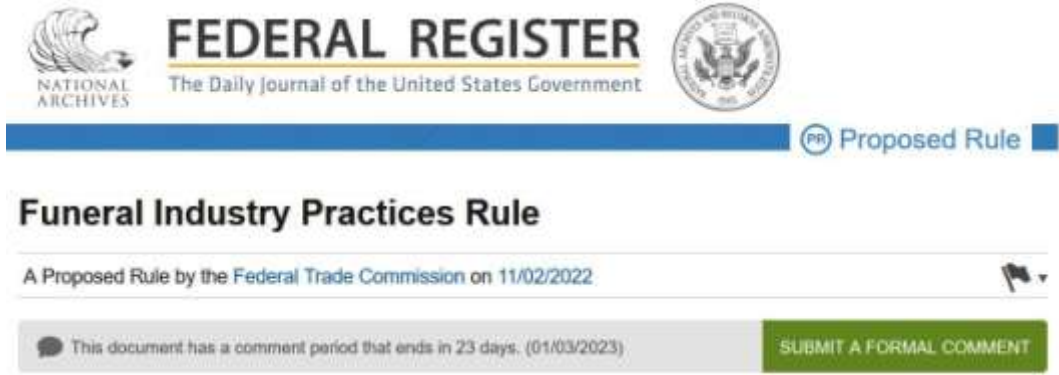 NATIONAL
ARCHIVES
FEDERAL REGISTER
The Daily Journal of the United States Government
PR Proposed Rule
Funeral Industry Practices Rule
A Proposed Rule by the Federal Trade Commission on 11/02/2022
This document has a comment period that ends in 23 days. (01/03/2023)
SUBMIT A FORMAL COMMENT